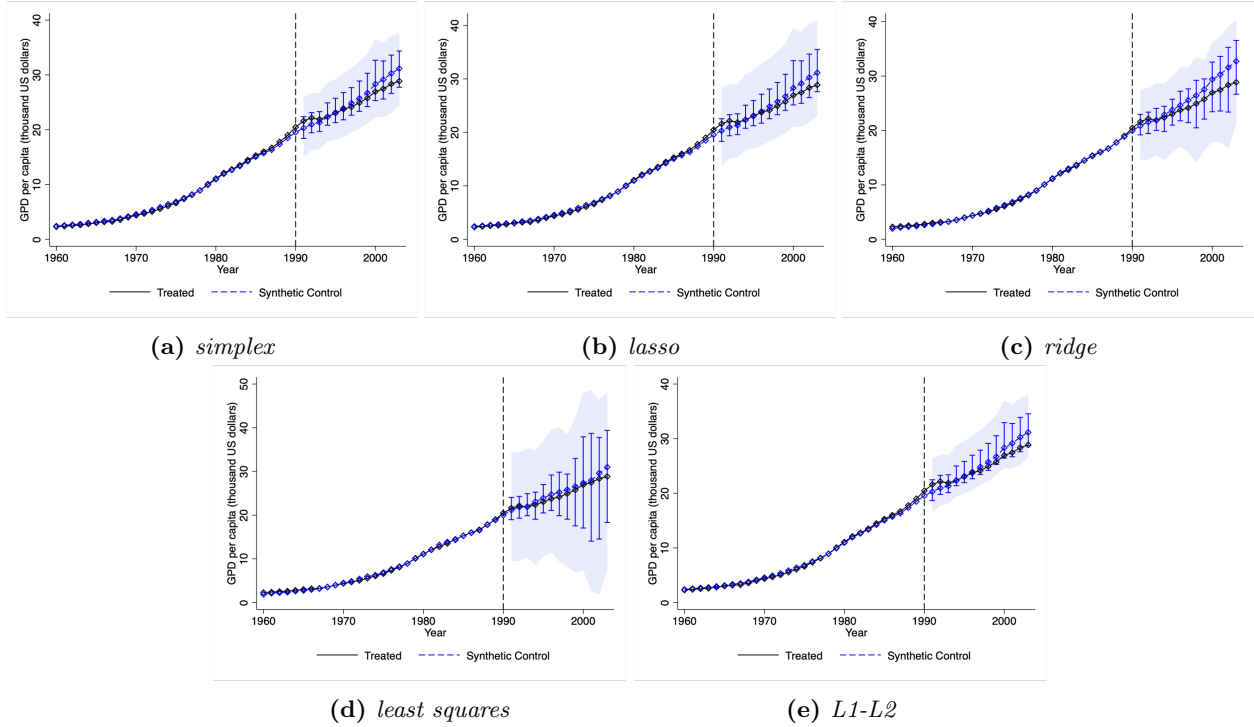 GPD per capita (thousand US dollars)
0 10 20 30 40
1960 1970 1980 1990 2000
Year
Treated Synthetic Control
(a) simplex
GPD per capita (thousand US dollars)
0 10 20 30 40
1960 1970 1980 1990 2000
Year
Treated Synthetic Control
(b) lasso
GPD per capita (thousand US dollars)
0 10 20 30 40
1960 1970 1980 1990 2000
Year
Treated Synthetic Control
(c) ridge
GPD per capita (thousand US dollars)
0 10 20 30 40 50
1960 1970 1980 1990 2000
Year
Treated Synthetic Control
(d) least squares
GPD per capita (thousand US dollars)
0 10 20 30 40
1960 1970 1980 1990 2000
Year
Treated Synthetic Control
(e) L1-L2